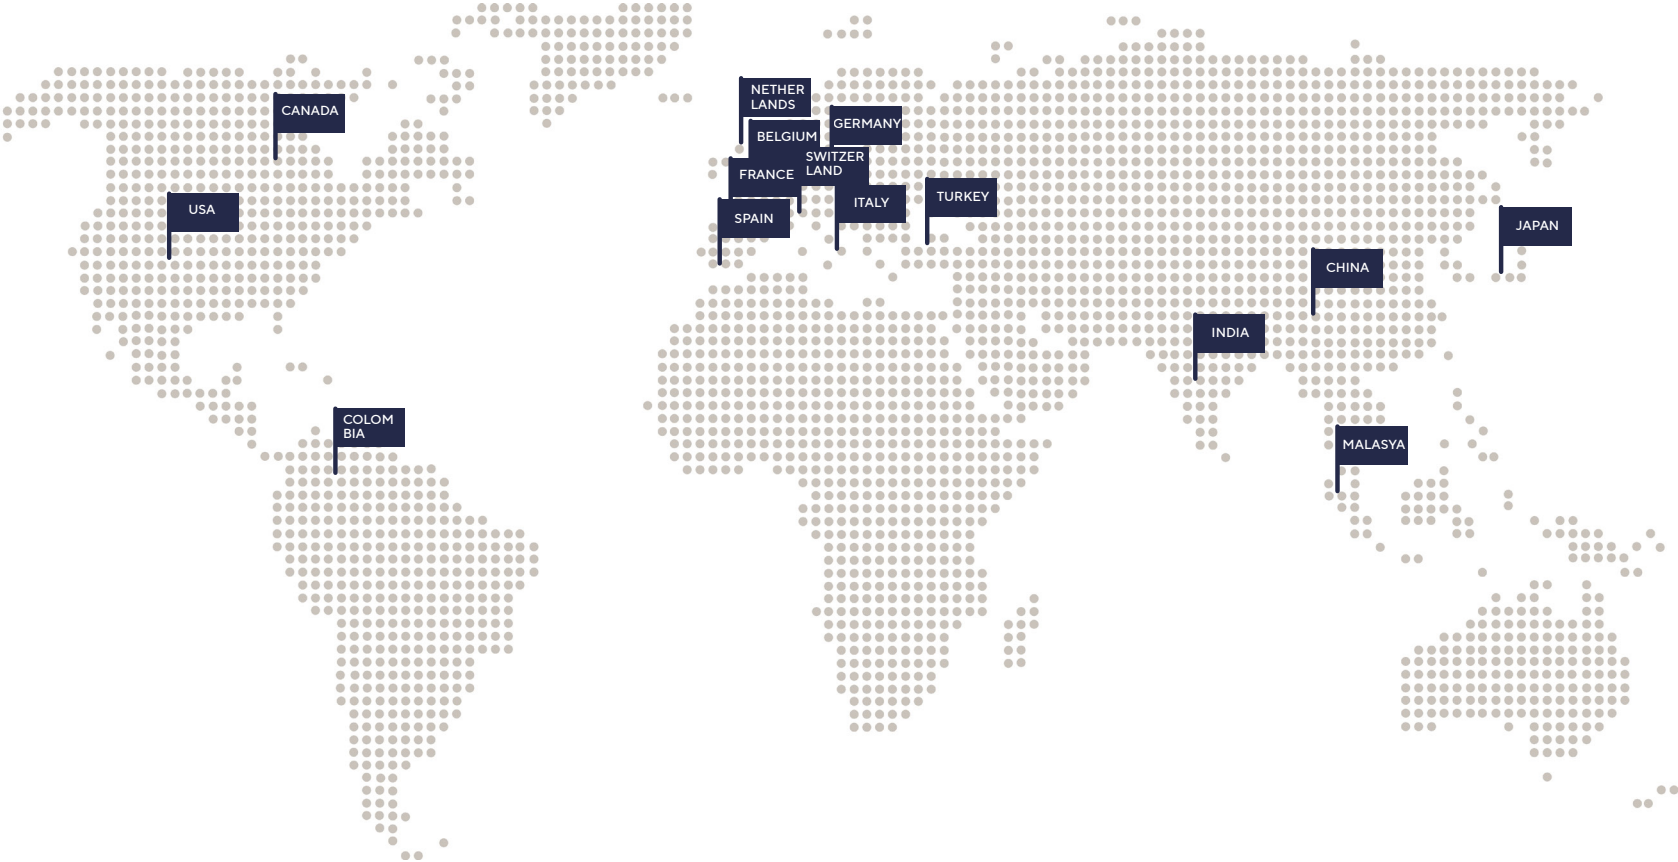 NETHER
LANDS
CANADA
GERMANY
BELGIUM
SWITZER
LAND
FRANCE
TURKEY
ITALY
USA
SPAIN
JAPAN
CHINA
INDIA
COLOM
BIA
MALASYA